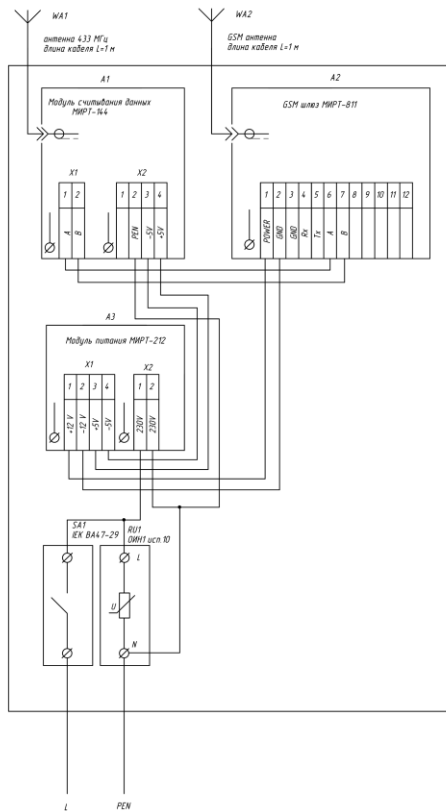 WA1
WA2
антенна 433 МГц
длина кабеля L=1 м
GSM антенна
длина кабеля L=1 м
A1
A2
Модуль считывания данных
МИРТ-144
GSM шлюз МИРТ-811
X1
X2
1 2
1 2 3 4
1 2 3 4 5 6 7 8 9 10 11 12
A
B
PEN
-5V
+5V
POWER
GND
GND
Rx
Tx
A
B
A3
Модуль питания МИРТ-212
X1
X2
1 2 3 4
1 2
+12 V
-12 V
+5V
-5V
230V
230V
SA1
IEK ВА47-29
RU1
ОИН1 исп.10
L
U
N
L
PEN